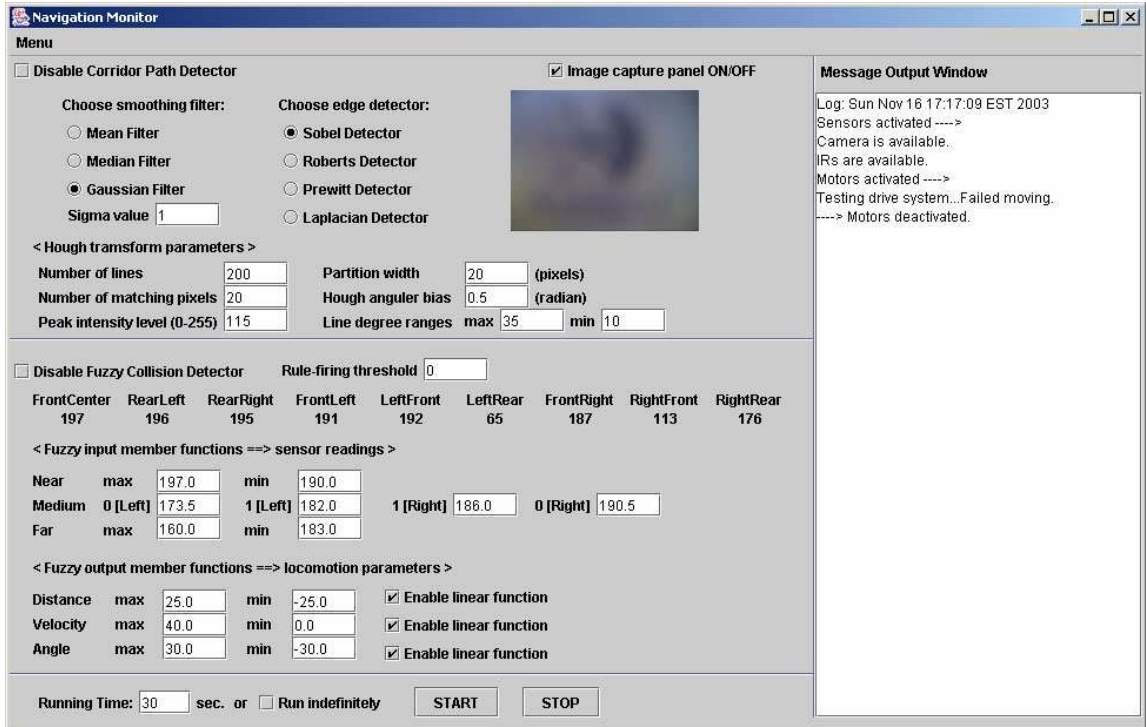 Navigation Monitor
Menu
Disable Corridor Path Detector
Image capture panel ON/OFF
Choose smoothing filter:
Mean Filter
Median Filter
Gaussian Filter
Sigma value 1
Choose edge detector:
Sobel Detector
Roberts Detector
Prewitt Detector
Laplacian Detector
< Hough tramsform parameters >
Number of lines 200 Partition width 20 (pixels)
Number of matching pixels 20 Hough anguler bias 0.5 (radian)
Peak intensity level (0-255) 115 Line degree ranges max 35 min 10
Disable Fuzzy Collision Detector Rule-firing threshold 0
FrontCenter RearLeft RearRight FrontLeft LeftFront LeftRear FrontRight RightFront RightRear
197 196 195 191 192 65 187 113 176
< Fuzzy input member functions ==> sensor readings >
Near max 197.0 min 190.0
Medium 0 [Left] 173.5 1 [Left] 182.0 1 [Right] 186.0 0 [Right] 190.5
Far max 160.0 min 183.0
< Fuzzy output member functions ==> locomotion parameters >
Distance max 25.0 min -25.0 Enable linear function
Velocity max 40.0 min 0.0 Enable linear function
Angle max 30.0 min -30.0 Enable linear function
Running Time: 30 sec. or Run indefinitely START STOP
Message Output Window
Log: Sun Nov 16 17:17:09 EST 2003
Sensors activated ---->
Camera is available.
IRs are available.
Motors activated ---->
Testing drive system...Failed moving.
----> Motors deactivated.